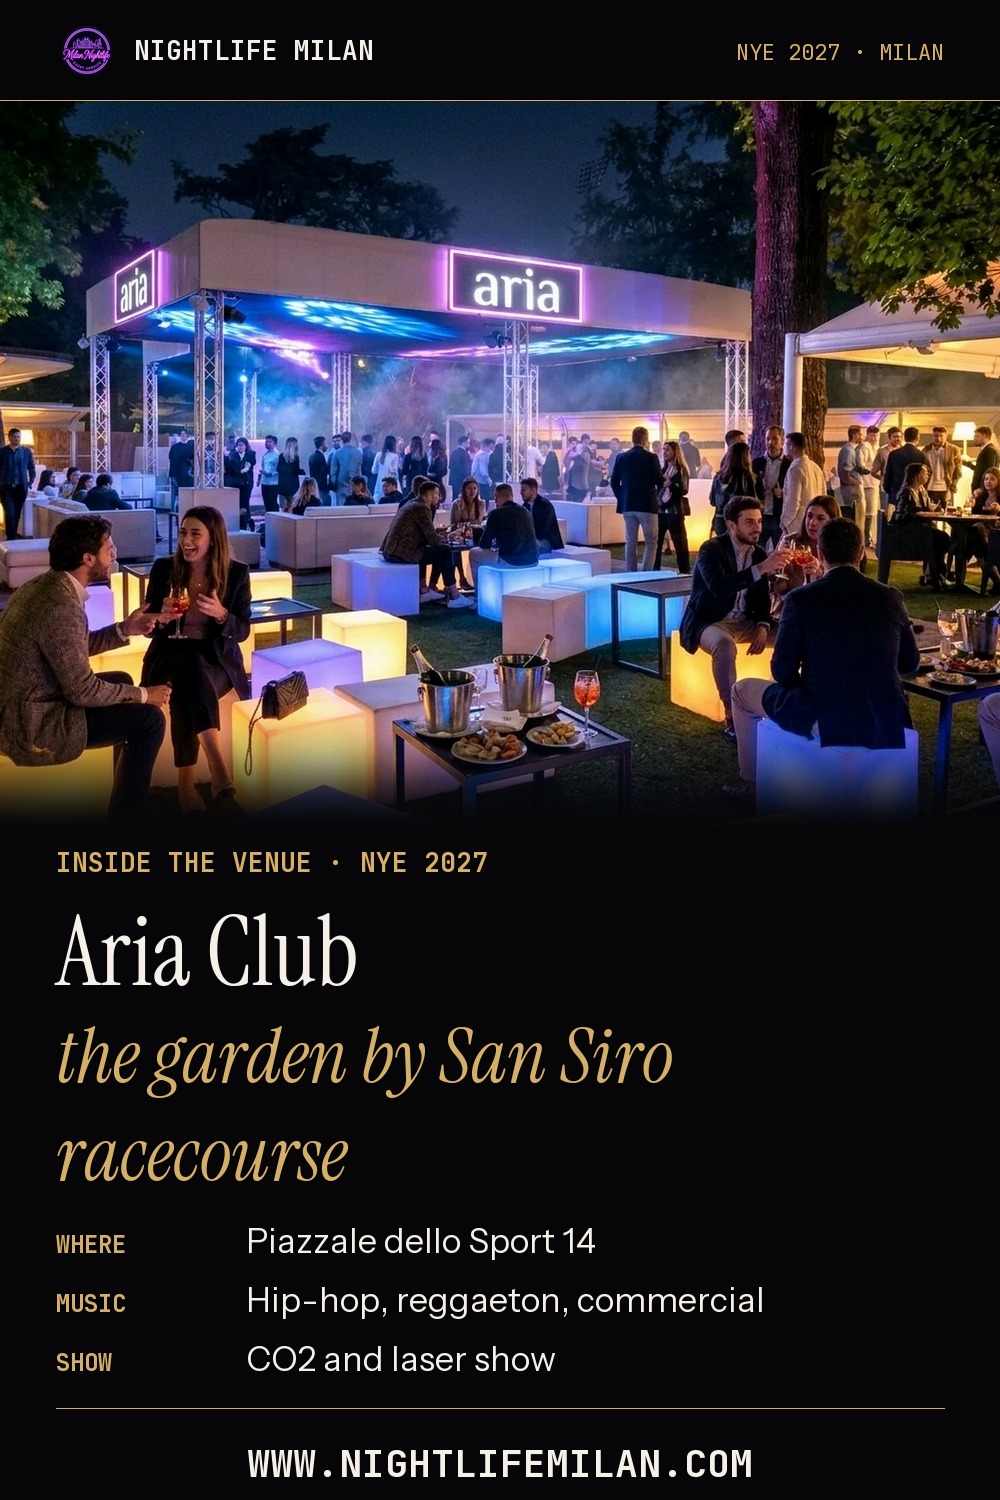 Milan Nightlife
NIGHTLIFE MILAN
NYE 2027 · MILAN
aria
aria
INSIDE THE VENUE · NYE 2027
Aria Club
the garden by San Siro
racecourse
WHERE Piazzale dello Sport 14
MUSIC Hip-hop, reggaeton, commercial
SHOW CO2 and laser show
WWW.NIGHTLIFEMILAN.COM